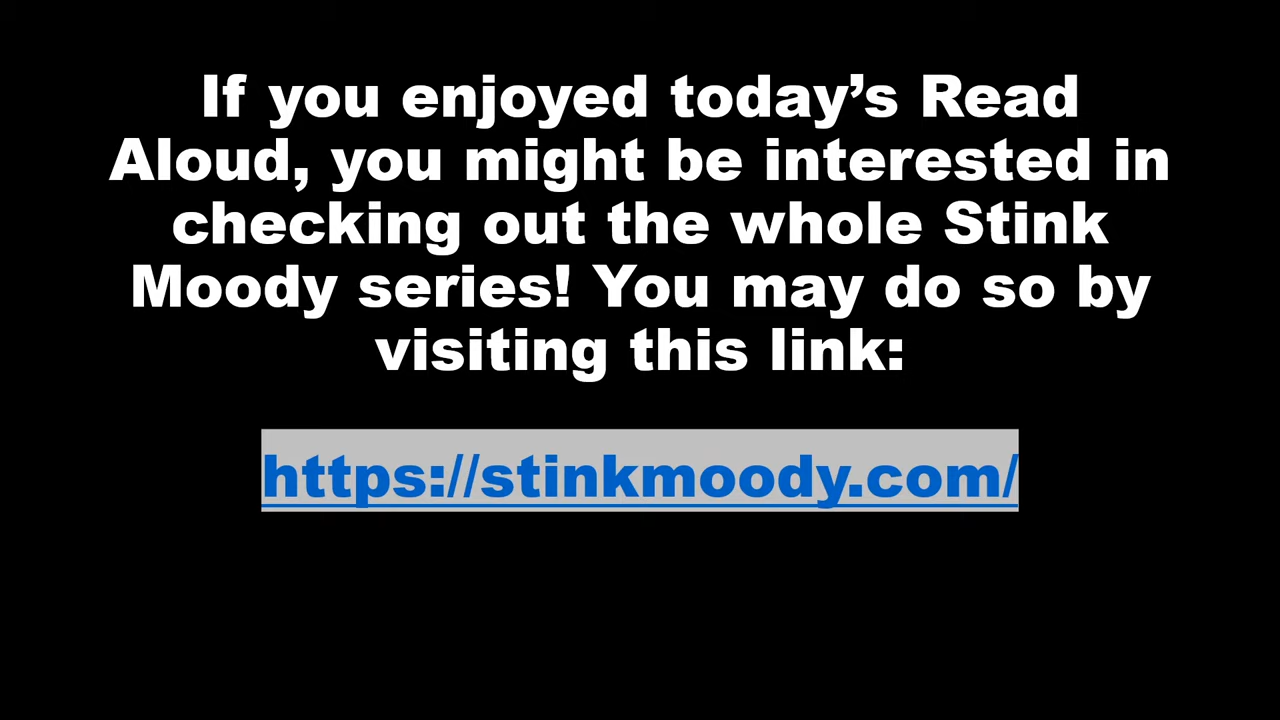 If you enjoyed today’s Read
Aloud, you might be interested in
checking out the whole Stink
Moody series! You may do so by
visiting this link:
https://stinkmoody.com/